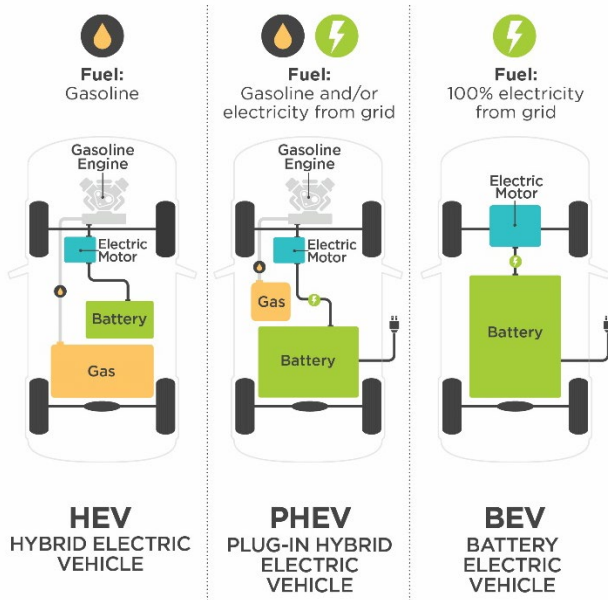 Fuel:
Gasoline
Gasoline
Engine
Electric
Motor
Battery
Gas
HEV
HYBRID ELECTRIC
VEHICLE
Fuel:
Gasoline and/or
electricity from grid
Gasoline
Engine
Electric
Motor
Gas
Battery
PHEV
PLUG-IN HYBRID
ELECTRIC
VEHICLE
Fuel:
100% electricity
from grid
Electric
Motor
Battery
BEV
BATTERY
ELECTRIC
VEHICLE